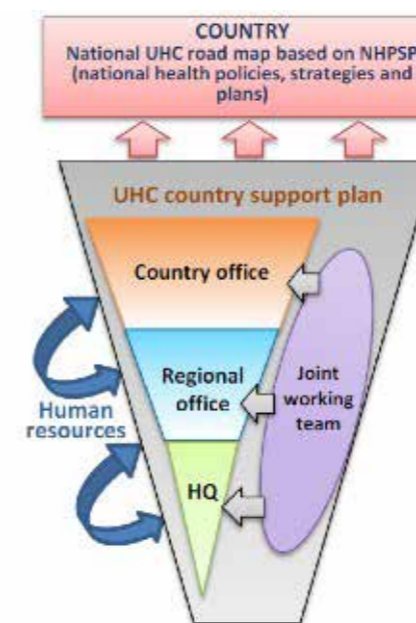 COUNTRY
National UHC road map based on NHPSP
(national health policies, strategies and
plans)
UHC country support plan
Country office
Regional
office
Joint
working
team
Human
resources
HQ